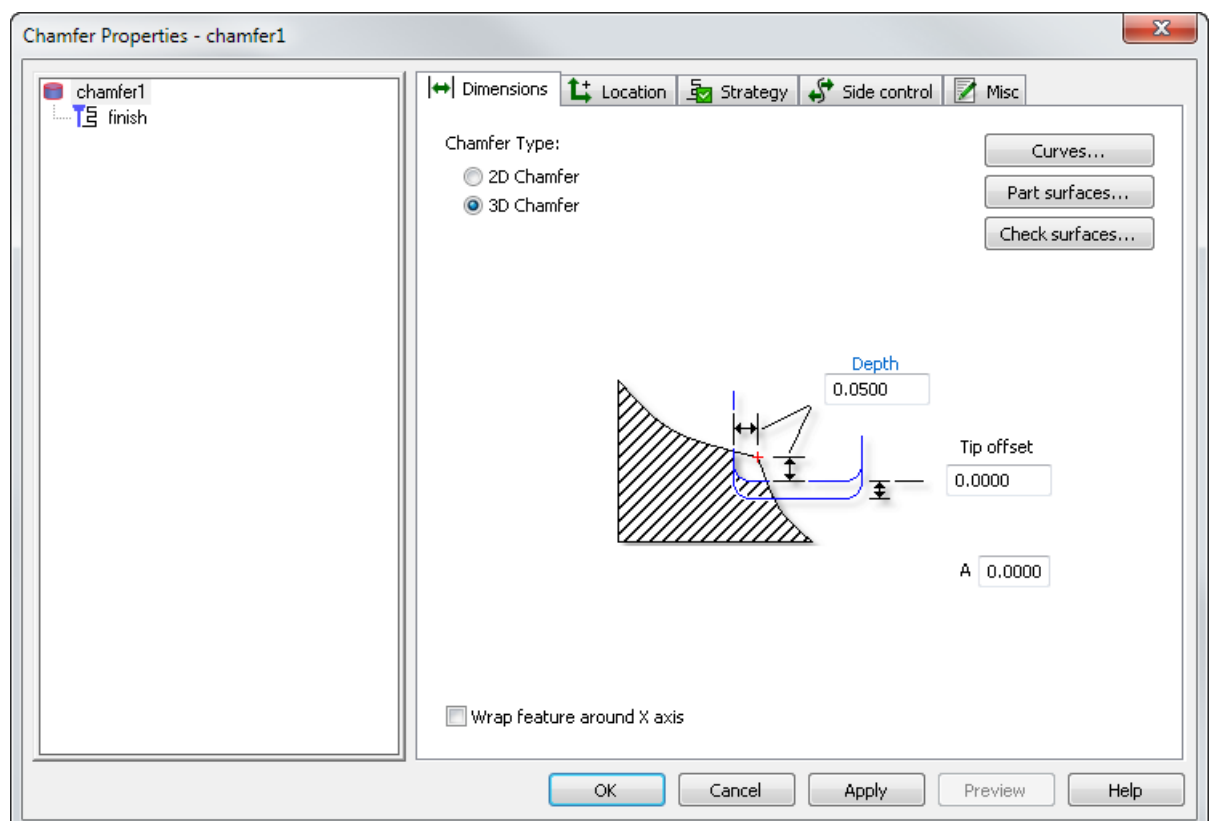 Chamfer Properties - chamfer1
chamfer1
finish
Dimensions Location Strategy Side control Misc
Chamfer Type:
2D Chamfer
3D Chamfer
Curves...
Part surfaces...
Check surfaces...
Depth
0.0500
Tip offset
0.0000
A 0.0000
Wrap feature around X axis
OK Cancel Apply Preview Help